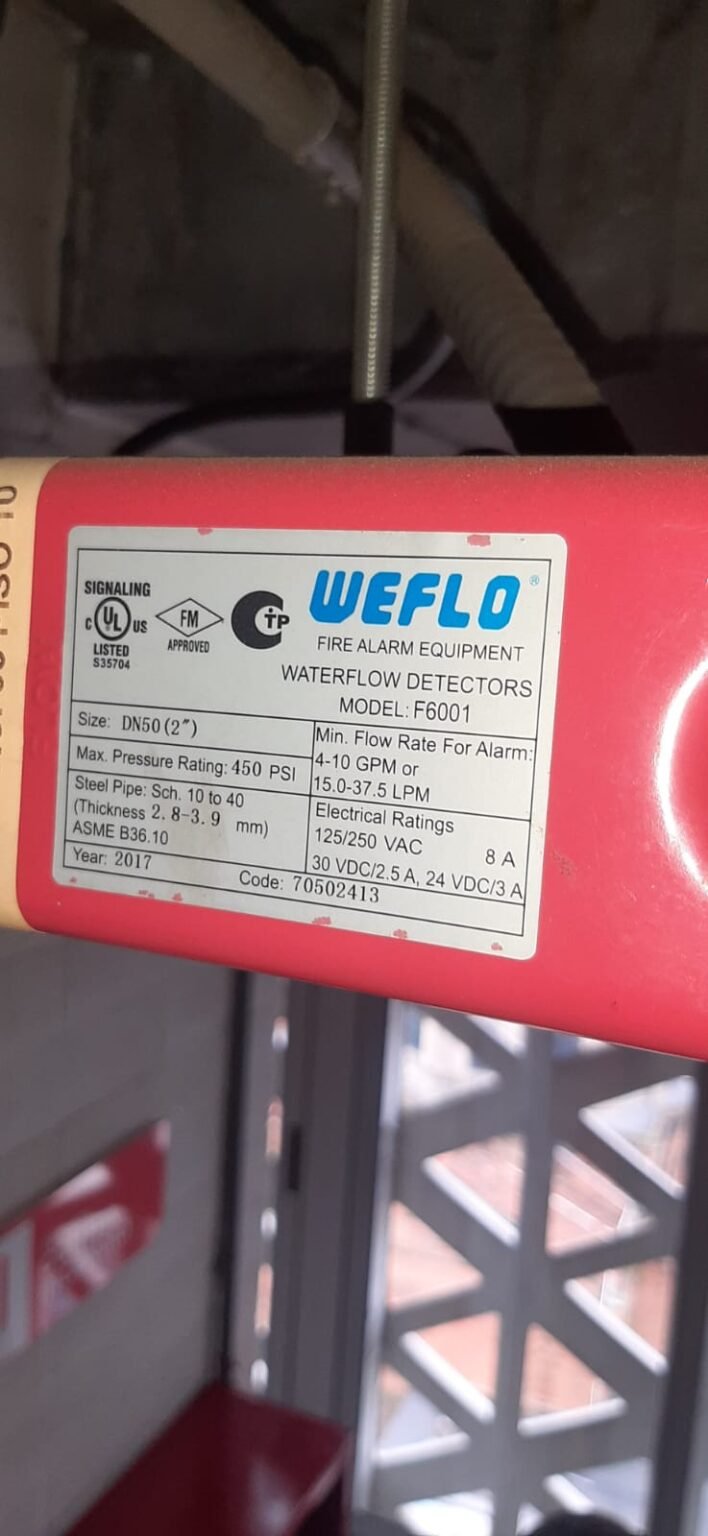 SIGNALING
C UL US
LISTED
S35704
FM
APPROVED
TP
WEFLO ®
FIRE ALARM EQUIPMENT
WATERFLOW DETECTORS
MODEL: F6001
Size: DN50 (2″)
Max. Pressure Rating: 450 PSI
Steel Pipe: Sch. 10 to 40
(Thickness 2.8-3.9 mm)
ASME B36.10
Min. Flow Rate For Alarm:
4-10 GPM or
15.0-37.5 LPM
Electrical Ratings
125/250 VAC 8 A
30 VDC/2.5 A, 24 VDC/3 A
Year: 2017
Code: 70502413